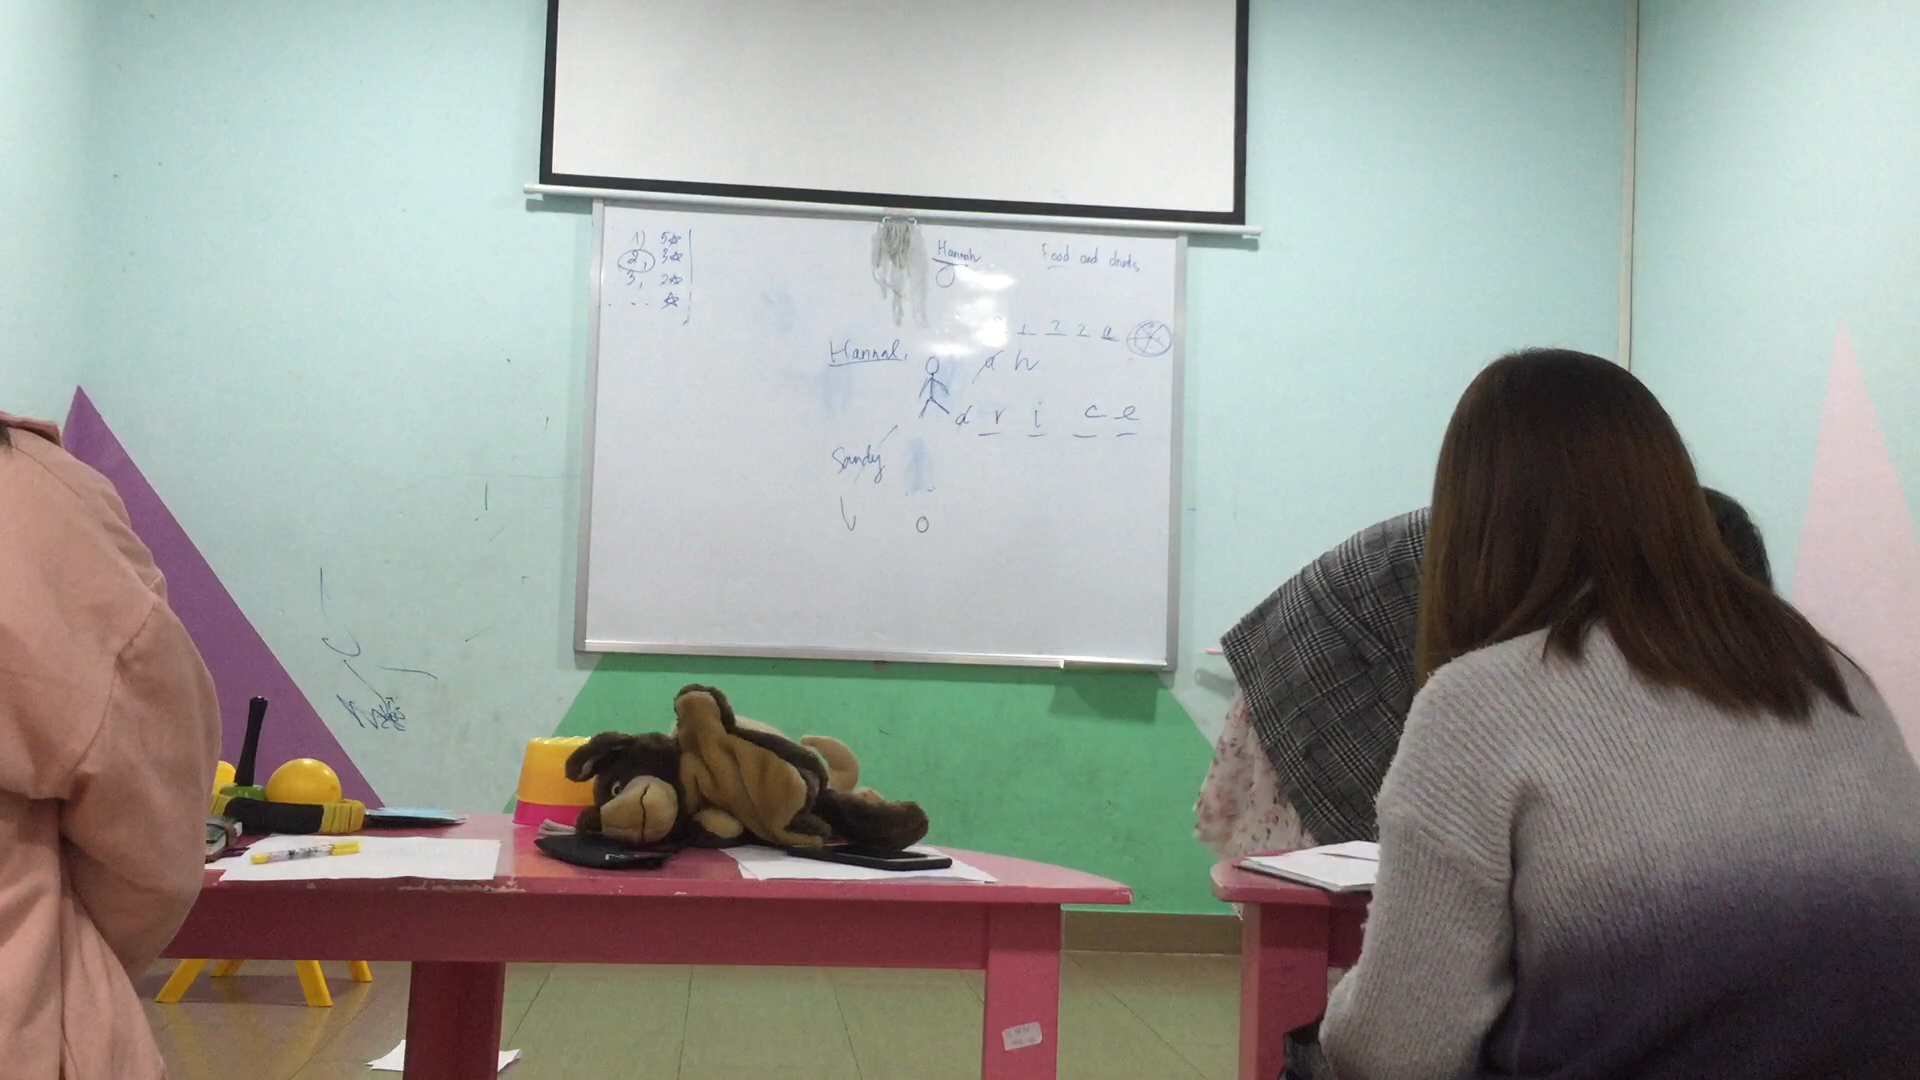 1) 5☆
2, 3☆
3, 2☆
... ☆
Hannah
Food and drinks
i z z a
Hannah
a h
a r i c e
Sandy